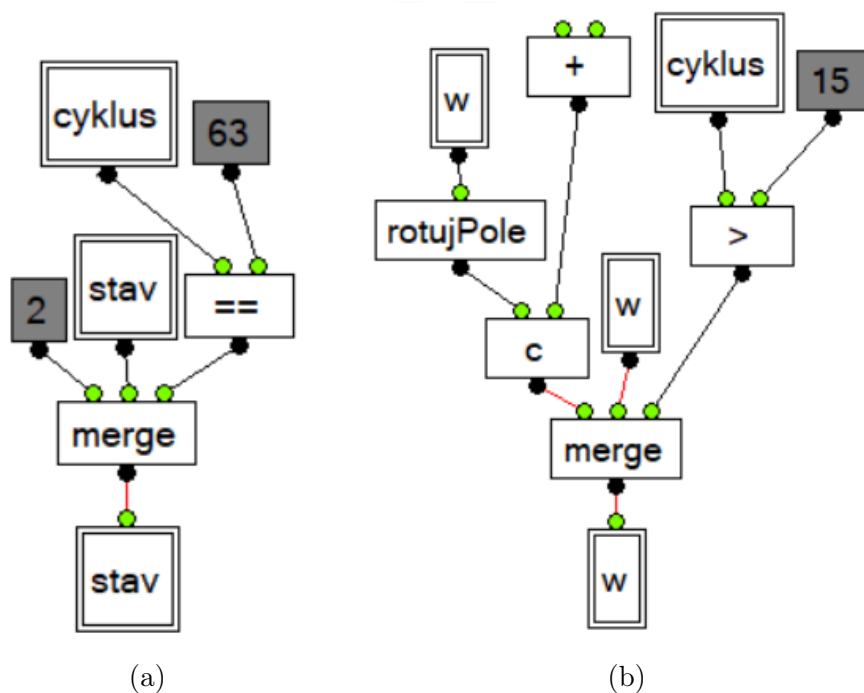 cyklus
63
2
stav
==
merge
stav
(a)
w
+
cyklus
15
rotujPole
>
c
w
merge
w
(b)